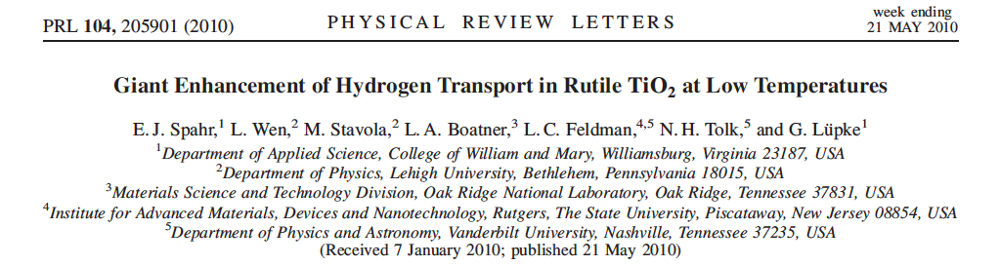 PRL 104, 205901 (2010) PHYSICAL REVIEW LETTERS week ending 21 MAY 2010
Giant Enhancement of Hydrogen Transport in Rutile TiO₂ at Low Temperatures
E. J. Spahr,¹ L. Wen,² M. Stavola,² L. A. Boatner,³ L. C. Feldman,⁴,⁵ N. H. Tolk,⁵ and G. Lüpke¹
¹Department of Applied Science, College of William and Mary, Williamsburg, Virginia 23187, USA
²Department of Physics, Lehigh University, Bethlehem, Pennsylvania 18015, USA
³Materials Science and Technology Division, Oak Ridge National Laboratory, Oak Ridge, Tennessee 37831, USA
⁴Institute for Advanced Materials, Devices and Nanotechnology, Rutgers, The State University, Piscataway, New Jersey 08854, USA
⁵Department of Physics and Astronomy, Vanderbilt University, Nashville, Tennessee 37235, USA
(Received 7 January 2010; published 21 May 2010)